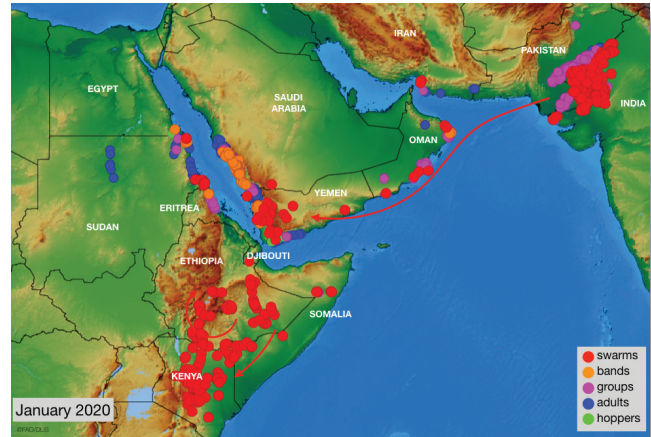 IRAN
PAKISTAN
EGYPT
SAUDI
ARABIA
INDIA
OMAN
YEMEN
ERITREA
SUDAN
DJIBOUTI
ETHIOPIA
SOMALIA
KENYA
swarms
bands
groups
adults
hoppers
January 2020
©FAO/DLIS